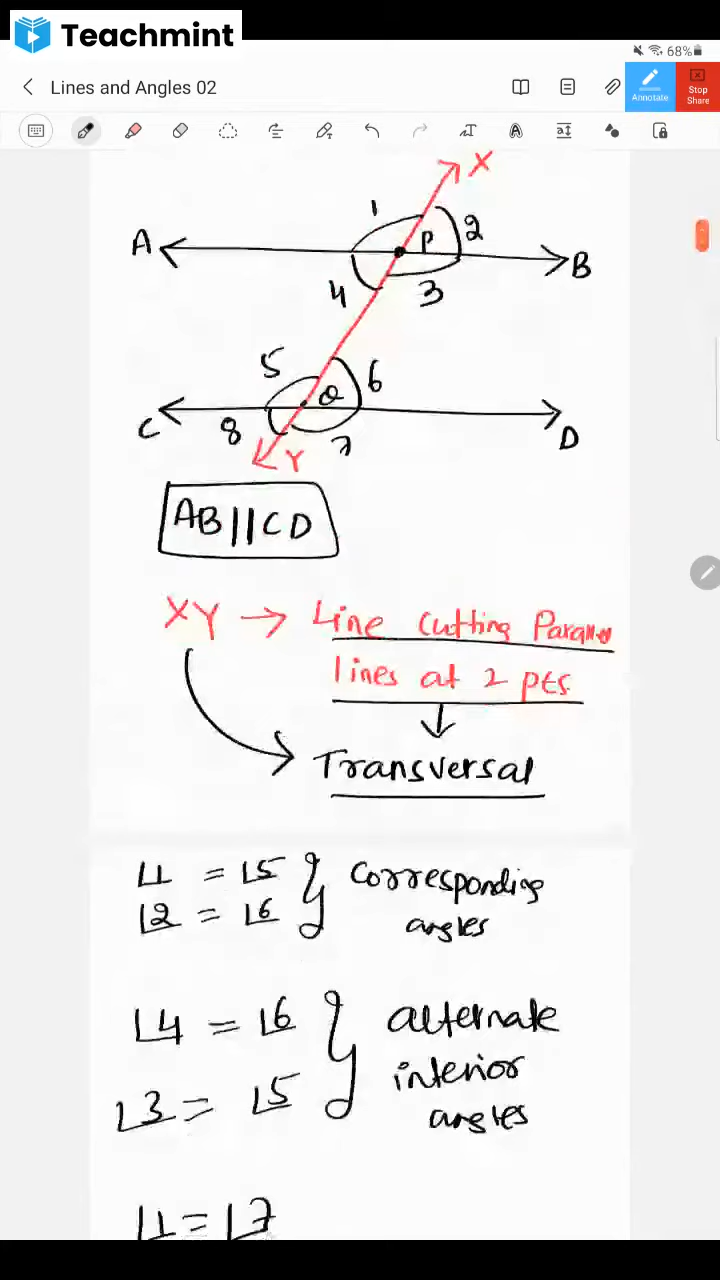 Teachmint
68%
Lines and Angles 02
Annotate
Stop Share
X
1
2
A
P
B
4
3
5
6
Q
C
8
7
D
Y
AB||CD
XY → Line cutting
lines at 2 pts.
Transversal
∠1 = ∠5
∠2 = ∠6
corresponding
angles
∠4 = ∠6
∠3 = ∠5
alternate
interior
angles
∠1 = ∠7